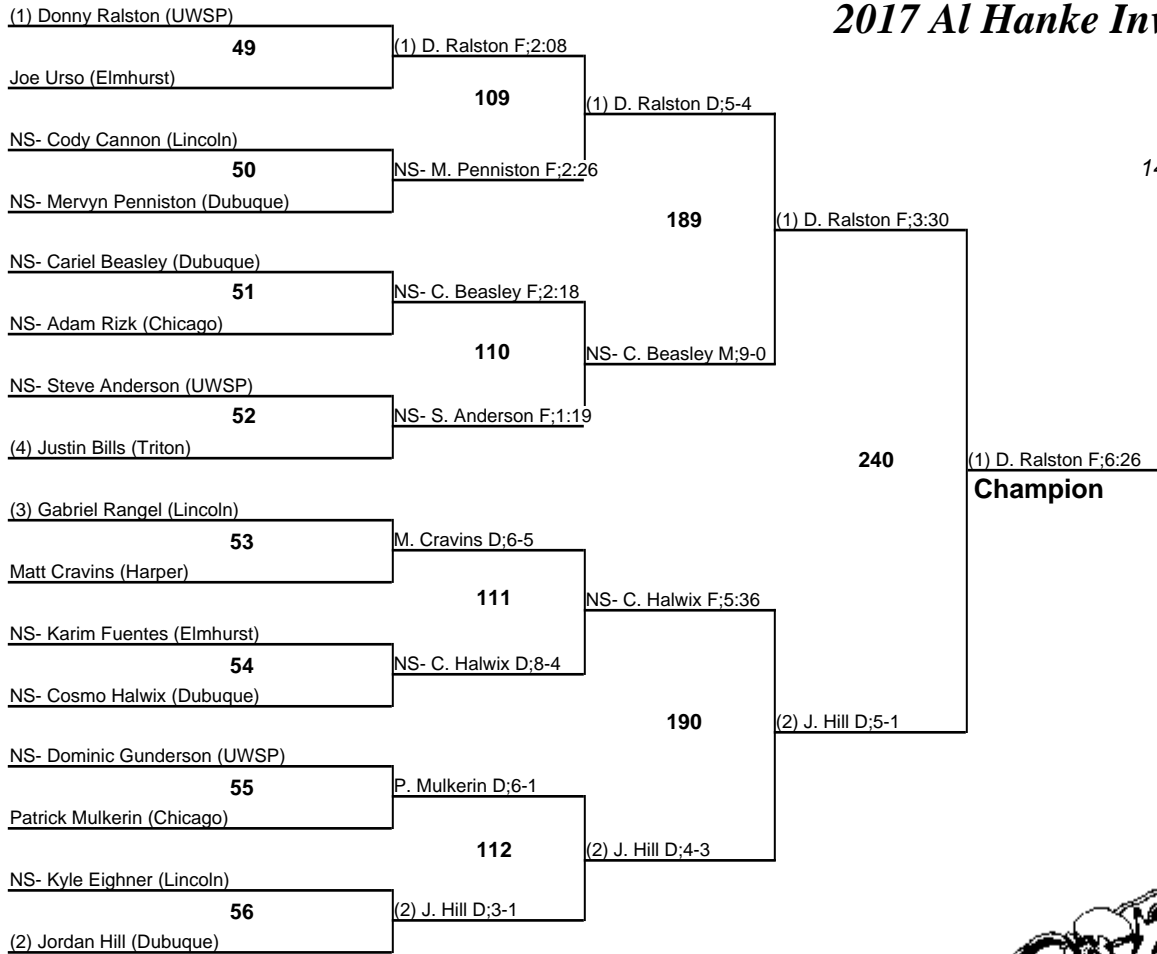 2017 Al Hanke Inv
14
(1) Donny Ralston (UWSP)
49
Joe Urso (Elmhurst)
NS- Cody Cannon (Lincoln)
50
NS- Mervyn Penniston (Dubuque)
NS- Cariel Beasley (Dubuque)
51
NS- Adam Rizk (Chicago)
NS- Steve Anderson (UWSP)
52
(4) Justin Bills (Triton)
(3) Gabriel Rangel (Lincoln)
53
Matt Cravins (Harper)
NS- Karim Fuentes (Elmhurst)
54
NS- Cosmo Halwix (Dubuque)
NS- Dominic Gunderson (UWSP)
55
Patrick Mulkerin (Chicago)
NS- Kyle Eighner (Lincoln)
56
(2) Jordan Hill (Dubuque)
(1) D. Ralston F;2:08
109
NS- M. Penniston F;2:26
NS- C. Beasley F;2:18
110
NS- S. Anderson F;1:19
M. Cravins D;6-5
111
NS- C. Halwix D;8-4
P. Mulkerin D;6-1
112
(2) J. Hill D;3-1
(1) D. Ralston D;5-4
189
NS- C. Beasley M;9-0
NS- C. Halwix F;5:36
190
(2) J. Hill D;4-3
(1) D. Ralston F;3:30
240
(2) J. Hill D;5-1
(1) D. Ralston F;6:26
Champion